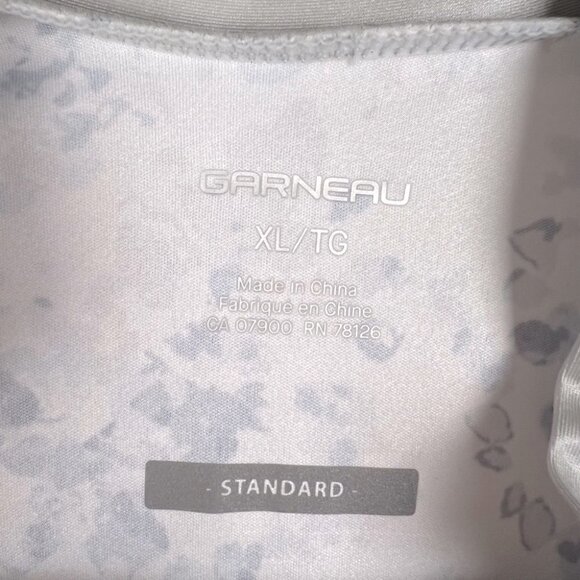 GARNEAU
XL/TG
Made in China
Fabriqué en Chine
CA 07900 RN 78126
- STANDARD -